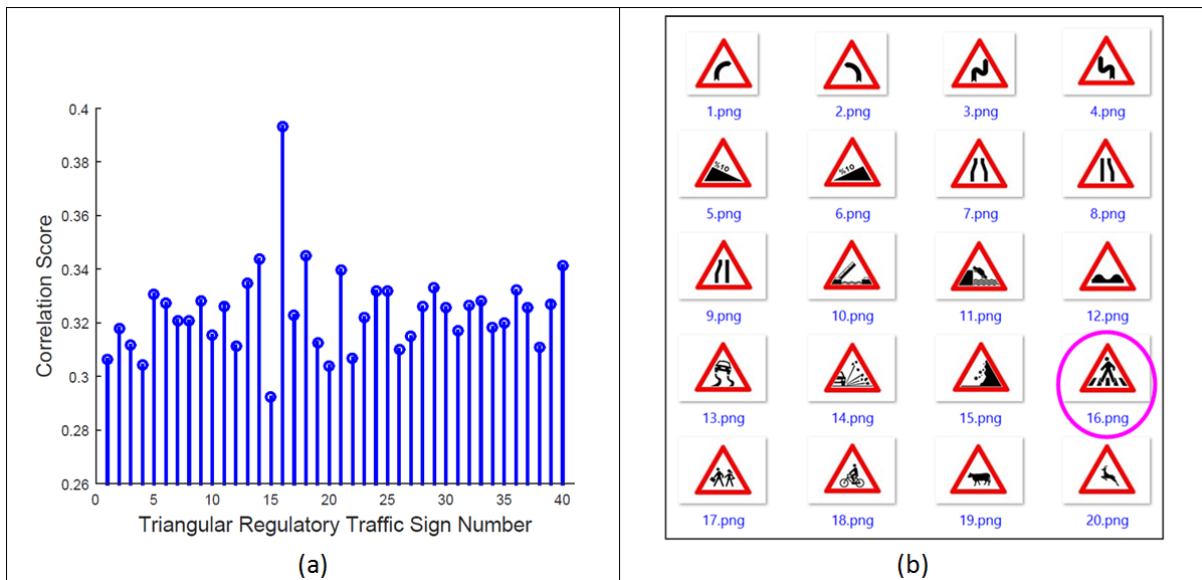 0.4
0.38
0.36
0.34
0.32
0.3
0.28
0.26
Correlation Score
0 5 10 15 20 25 30 35 40
Triangular Regulatory Traffic Sign Number
(a)
1.png 2.png 3.png 4.png
%10 %10
5.png 6.png 7.png 8.png
9.png 10.png 11.png 12.png
13.png 14.png 15.png 16.png
17.png 18.png 19.png 20.png
(b)